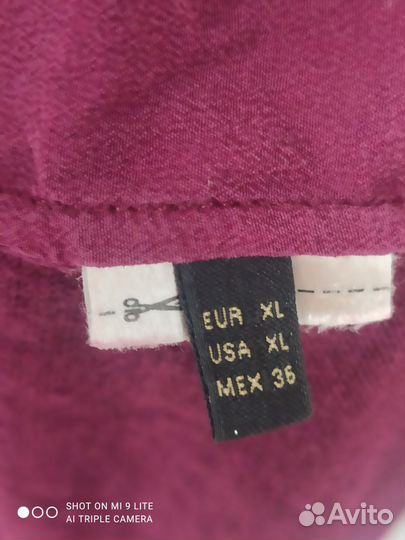 EUR XL
USA XL
MEX 36
SHOT ON MI 9 LITE
AI TRIPLE CAMERA
Avito